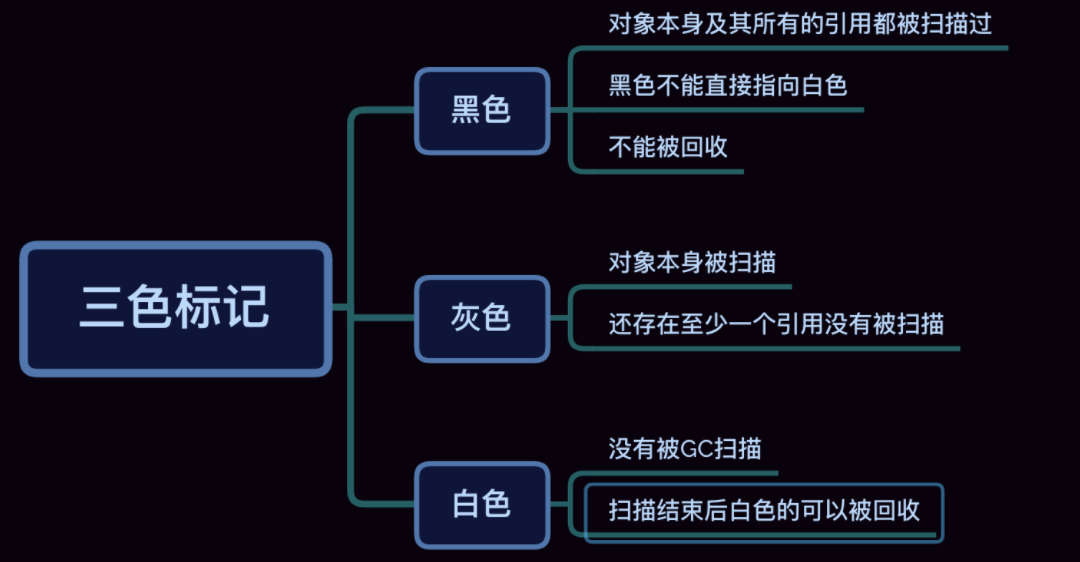 三色标记
黑色
对象本身及其所有的引用都被扫描过
黑色不能直接指向白色
不能被回收
灰色
对象本身被扫描
还存在至少一个引用没有被扫描
白色
没有被GC扫描
扫描结束后白色的可以被回收